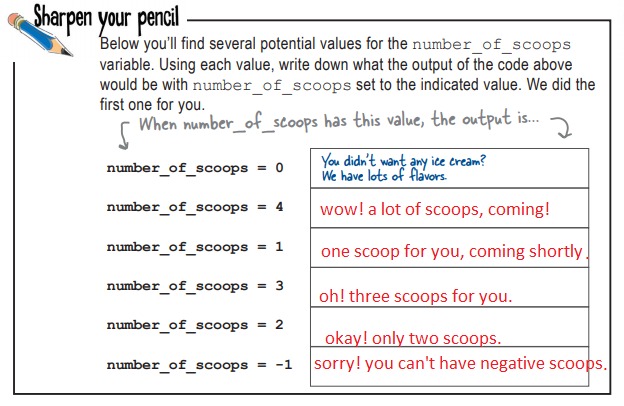 Sharpen your pencil
Below you'll find several potential values for the number_of_scoops
variable. Using each value, write down what the output of the code above
would be with number_of_scoops set to the indicated value. We did the
first one for you.
When number_of_scoops has this value, the output is...
number_of_scoops = 0
You didn't want any ice cream?
We have lots of flavors.
number_of_scoops = 4
wow! a lot of scoops, coming!
number_of_scoops = 1
one scoop for you, coming shortly.
number_of_scoops = 3
oh! three scoops for you.
number_of_scoops = 2
okay! only two scoops.
number_of_scoops = -1
sorry! you can't have negative scoops.